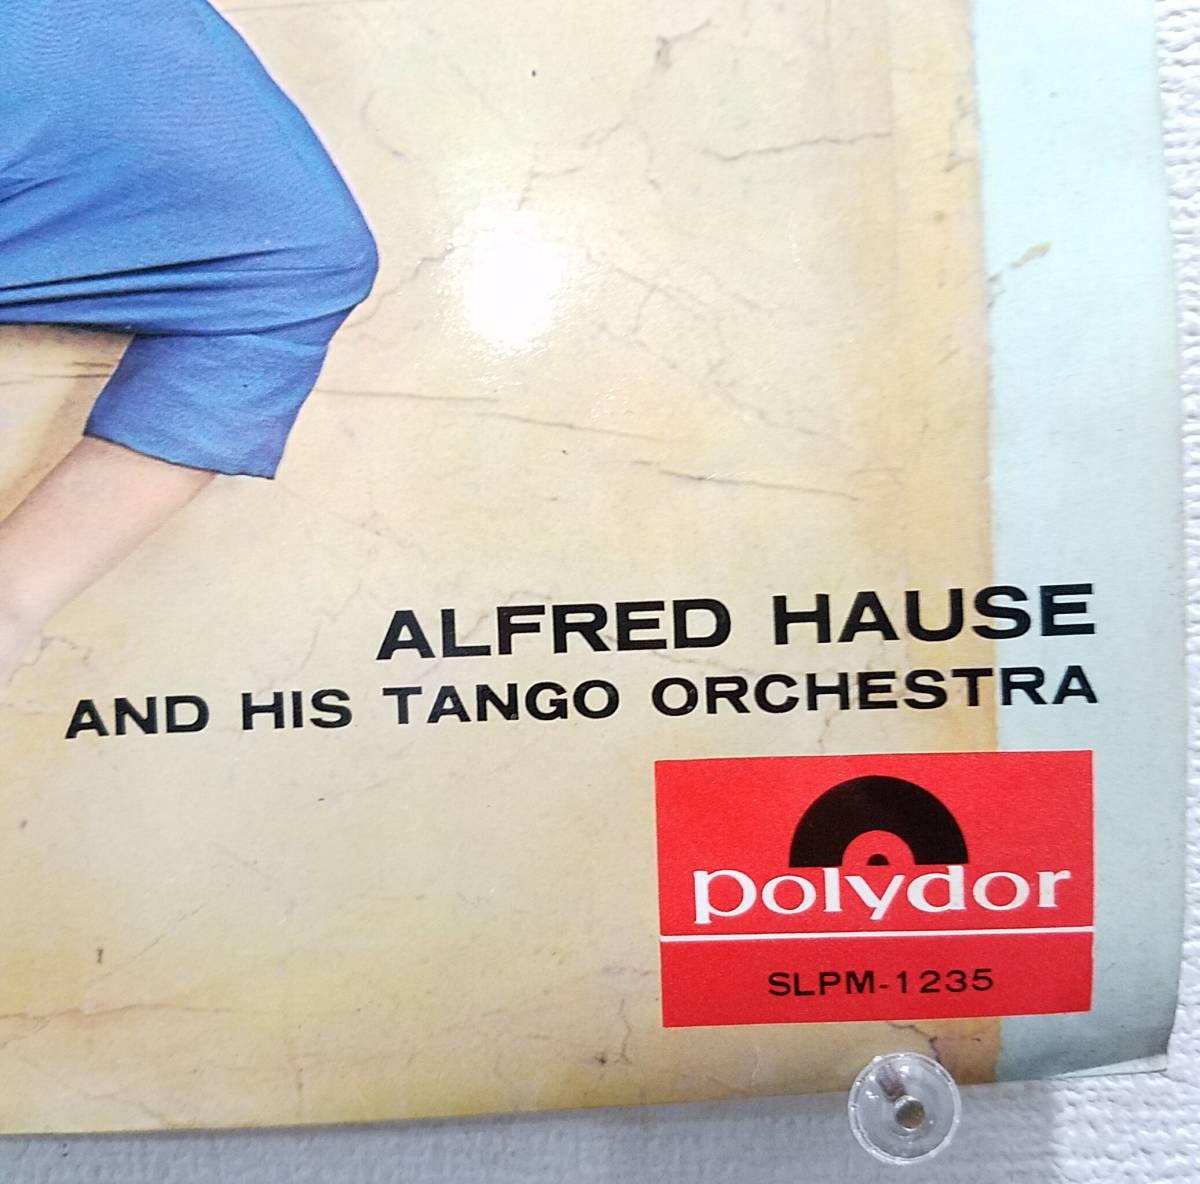 ALFRED HAUSE
AND HIS TANGO ORCHESTRA
polydor
SLPM-1235